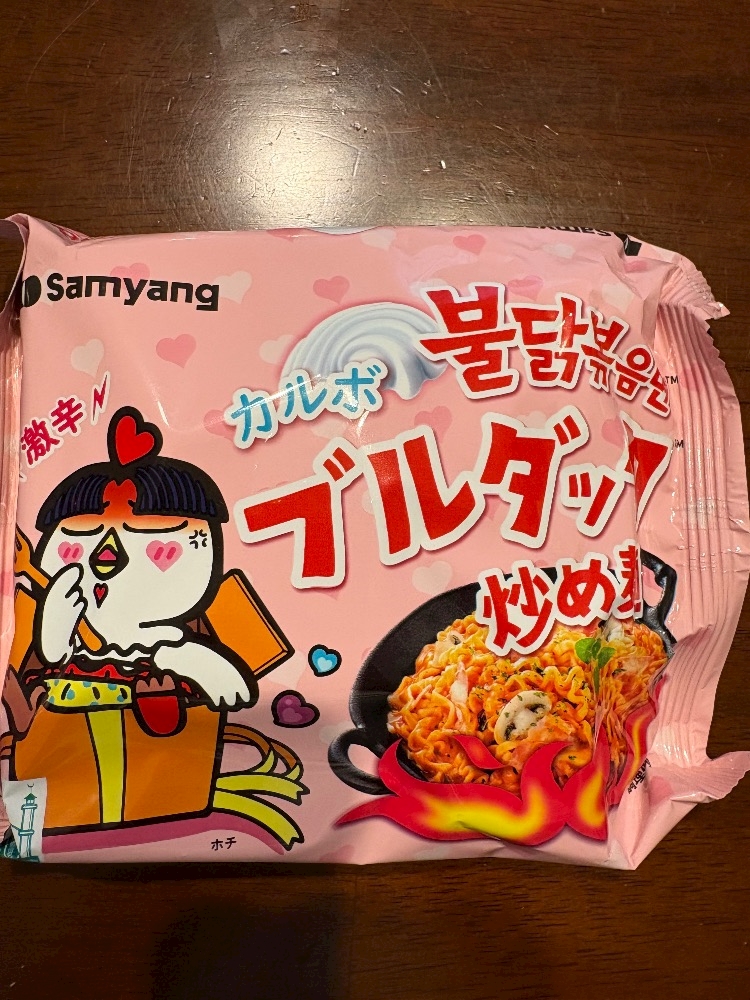 Samyang
불닭볶음면
カルボ
激辛
ブルダック
炒め麺
ホチ